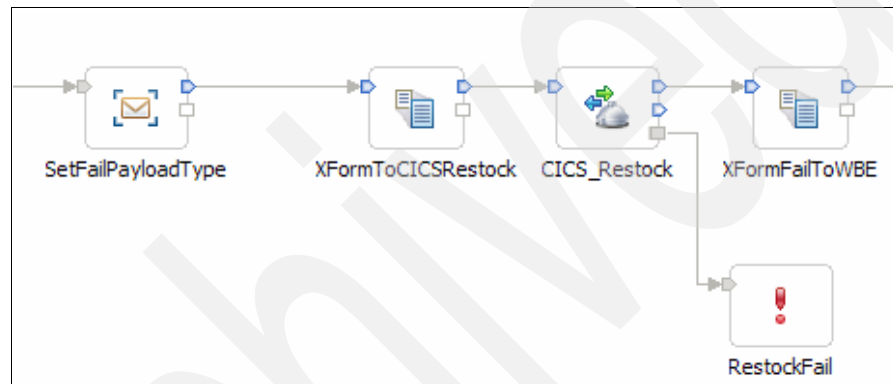 SetFailPayloadType
XFormToCICSRestock
CICS_Restock
XFormFailToWBE
RestockFail